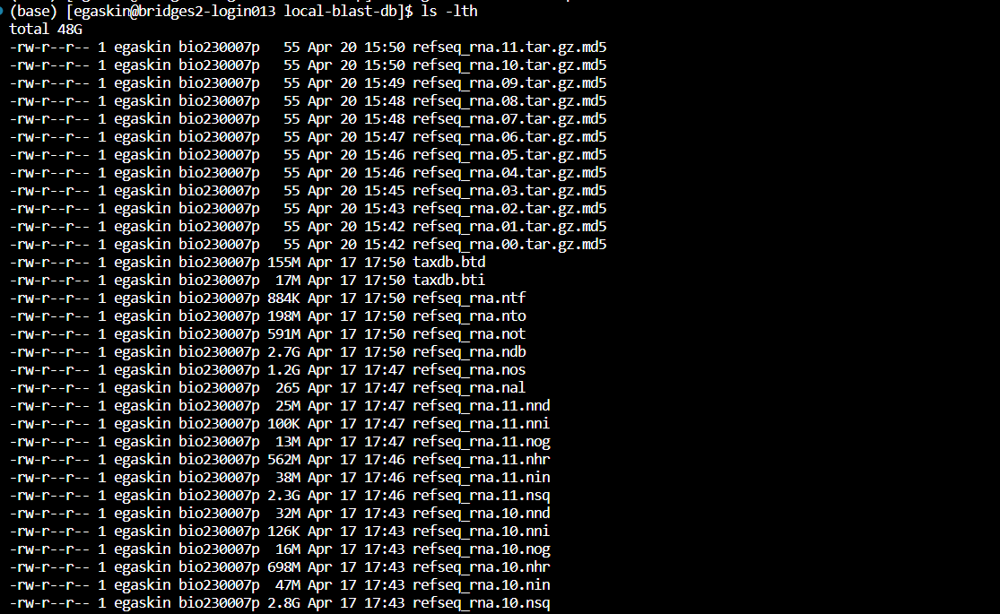 (base) [egaskin@bridges2-login013 local-blast-db]$ ls -lth
total 48G
-rw-r--r-- 1 egaskin bio230007p   55 Apr 20 15:50 refseq_rna.11.tar.gz.md5
-rw-r--r-- 1 egaskin bio230007p   55 Apr 20 15:50 refseq_rna.10.tar.gz.md5
-rw-r--r-- 1 egaskin bio230007p   55 Apr 20 15:49 refseq_rna.09.tar.gz.md5
-rw-r--r-- 1 egaskin bio230007p   55 Apr 20 15:48 refseq_rna.08.tar.gz.md5
-rw-r--r-- 1 egaskin bio230007p   55 Apr 20 15:48 refseq_rna.07.tar.gz.md5
-rw-r--r-- 1 egaskin bio230007p   55 Apr 20 15:47 refseq_rna.06.tar.gz.md5
-rw-r--r-- 1 egaskin bio230007p   55 Apr 20 15:46 refseq_rna.05.tar.gz.md5
-rw-r--r-- 1 egaskin bio230007p   55 Apr 20 15:46 refseq_rna.04.tar.gz.md5
-rw-r--r-- 1 egaskin bio230007p   55 Apr 20 15:45 refseq_rna.03.tar.gz.md5
-rw-r--r-- 1 egaskin bio230007p   55 Apr 20 15:43 refseq_rna.02.tar.gz.md5
-rw-r--r-- 1 egaskin bio230007p   55 Apr 20 15:42 refseq_rna.01.tar.gz.md5
-rw-r--r-- 1 egaskin bio230007p   55 Apr 20 15:42 refseq_rna.00.tar.gz.md5
-rw-r--r-- 1 egaskin bio230007p 155M Apr 17 17:50 taxdb.btd
-rw-r--r-- 1 egaskin bio230007p  17M Apr 17 17:50 taxdb.bti
-rw-r--r-- 1 egaskin bio230007p 884K Apr 17 17:50 refseq_rna.ntf
-rw-r--r-- 1 egaskin bio230007p 198M Apr 17 17:50 refseq_rna.nto
-rw-r--r-- 1 egaskin bio230007p 591M Apr 17 17:50 refseq_rna.not
-rw-r--r-- 1 egaskin bio230007p 2.7G Apr 17 17:50 refseq_rna.ndb
-rw-r--r-- 1 egaskin bio230007p 1.2G Apr 17 17:47 refseq_rna.nos
-rw-r--r-- 1 egaskin bio230007p  265 Apr 17 17:47 refseq_rna.nal
-rw-r--r-- 1 egaskin bio230007p  25M Apr 17 17:47 refseq_rna.11.nnd
-rw-r--r-- 1 egaskin bio230007p 100K Apr 17 17:47 refseq_rna.11.nni
-rw-r--r-- 1 egaskin bio230007p  13M Apr 17 17:47 refseq_rna.11.nog
-rw-r--r-- 1 egaskin bio230007p 562M Apr 17 17:46 refseq_rna.11.nhr
-rw-r--r-- 1 egaskin bio230007p  38M Apr 17 17:46 refseq_rna.11.nin
-rw-r--r-- 1 egaskin bio230007p 2.3G Apr 17 17:46 refseq_rna.11.nsq
-rw-r--r-- 1 egaskin bio230007p  32M Apr 17 17:43 refseq_rna.10.nnd
-rw-r--r-- 1 egaskin bio230007p 126K Apr 17 17:43 refseq_rna.10.nni
-rw-r--r-- 1 egaskin bio230007p  16M Apr 17 17:43 refseq_rna.10.nog
-rw-r--r-- 1 egaskin bio230007p 698M Apr 17 17:43 refseq_rna.10.nhr
-rw-r--r-- 1 egaskin bio230007p  47M Apr 17 17:43 refseq_rna.10.nin
-rw-r--r-- 1 egaskin bio230007p 2.8G Apr 17 17:43 refseq_rna.10.nsq